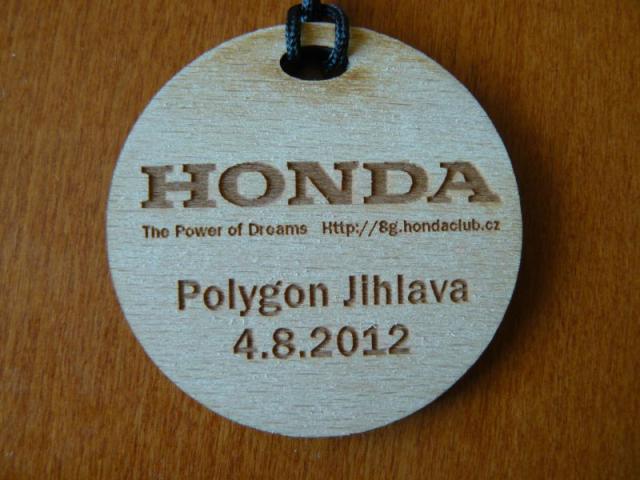 HONDA
The Power of Dreams Http://8g.hondaclub.cz
Polygon Jihlava
4.8.2012